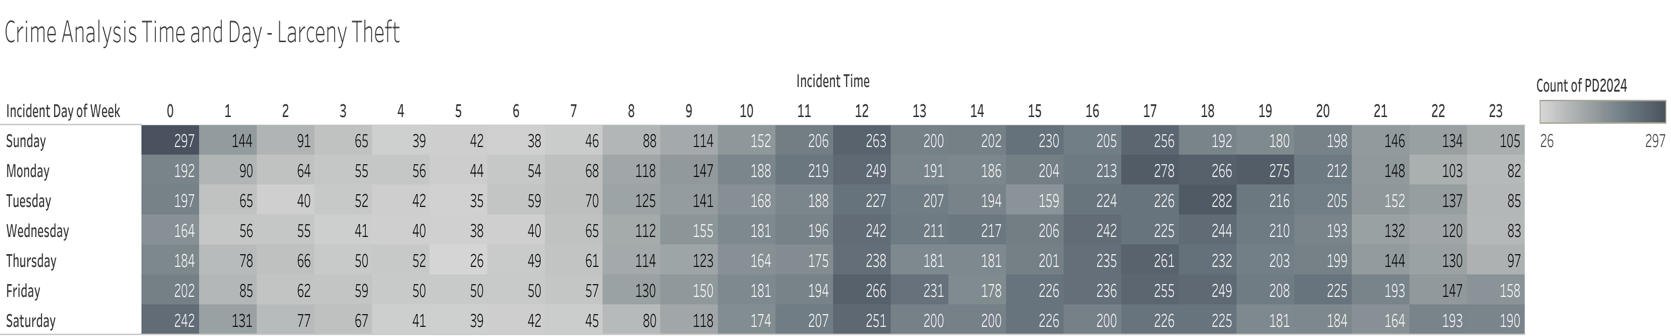 Crime Analysis Time and Day - Larceny Theft
Incident Time
Count of PD2024
Incident Day of Week 0 1 2 3 4 5 6 7 8 9 10 11 12 13 14 15 16 17 18 19 20 21 22 23
26 297
Sunday 297 144 91 65 39 42 38 46 88 114 152 206 263 200 202 230 205 256 192 180 198 146 134 105
Monday 192 90 64 55 56 44 54 68 118 147 188 219 249 191 186 204 213 278 266 275 212 148 103 82
Tuesday 197 65 40 52 42 35 59 70 125 141 168 188 227 207 194 159 224 226 282 216 205 152 137 85
Wednesday 164 56 55 41 40 38 40 65 112 155 181 196 242 211 217 206 242 225 244 210 193 132 120 83
Thursday 184 78 66 50 52 26 49 61 114 123 164 175 238 181 181 201 235 261 232 203 199 144 130 97
Friday 202 85 62 59 50 50 50 57 130 150 181 194 266 231 178 226 236 255 249 208 225 193 147 158
Saturday 242 131 77 67 41 39 42 45 80 118 174 207 251 200 200 226 200 226 225 181 184 164 193 190